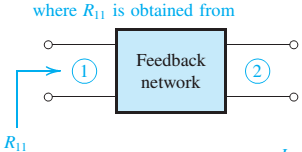 where R₁₁ is obtained from
Feedback
① ②
network
R₁₁